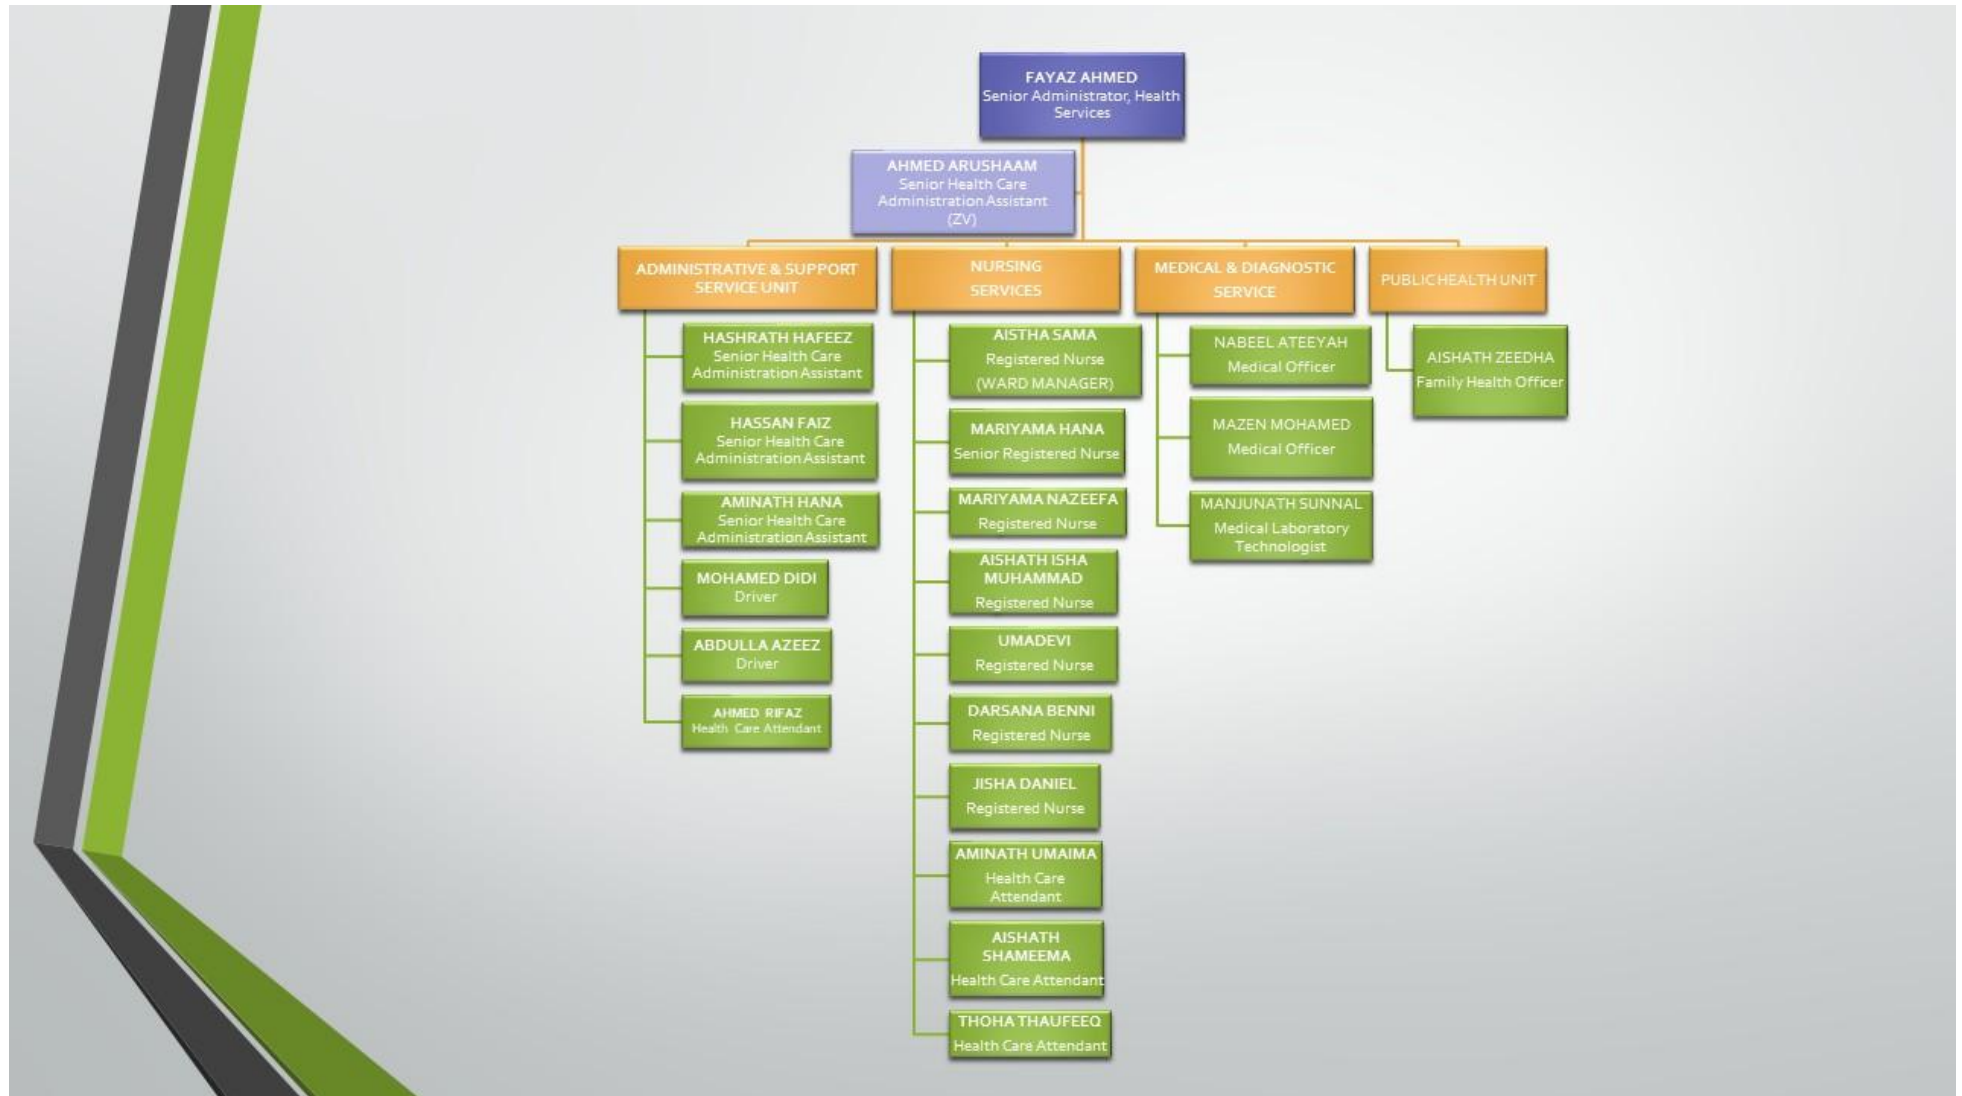 FAYAZ AHMED
Senior Administrator, Health
Services
AHMED ARUSHAAM
Senior Health Care
Administration Assistant
(ZV)
ADMINISTRATIVE & SUPPORT
SERVICE UNIT
HASHRATH HAFEEZ
Senior Health Care
Administration Assistant
HASSAN FAIZ
Senior Health Care
Administration Assistant
AMINATH HANA
Senior Health Care
Administration Assistant
MOHAMED DIDI
Driver
ABDULLA AZEEZ
Driver
AHMED RIFAZ
Health Care Attendant
NURSING
SERVICES
AISTHA SAMA
Registered Nurse
(WARD MANAGER)
MARIYAMA HANA
Senior Registered Nurse
MARIYAMA NAZEEFA
Registered Nurse
AISHATH ISHA
MUHAMMAD
Registered Nurse
UMADEVI
Registered Nurse
DARSANA BENNI
Registered Nurse
JISHA DANIEL
Registered Nurse
AMINATH UMAIMA
Health Care
Attendant
AISHATH
SHAMEEMA
Health Care Attendant
THOHA THAUFEEQ
Health Care Attendant
MEDICAL & DIAGNOSTIC
SERVICE
NABEEL ATEEYAH
Medical Officer
MAZEN MOHAMED
Medical Officer
MANJUNATH SUNNAL
Medical Laboratory
Technologist
PUBLIC HEALTH UNIT
AISHATH ZEEDHA
Family Health Officer